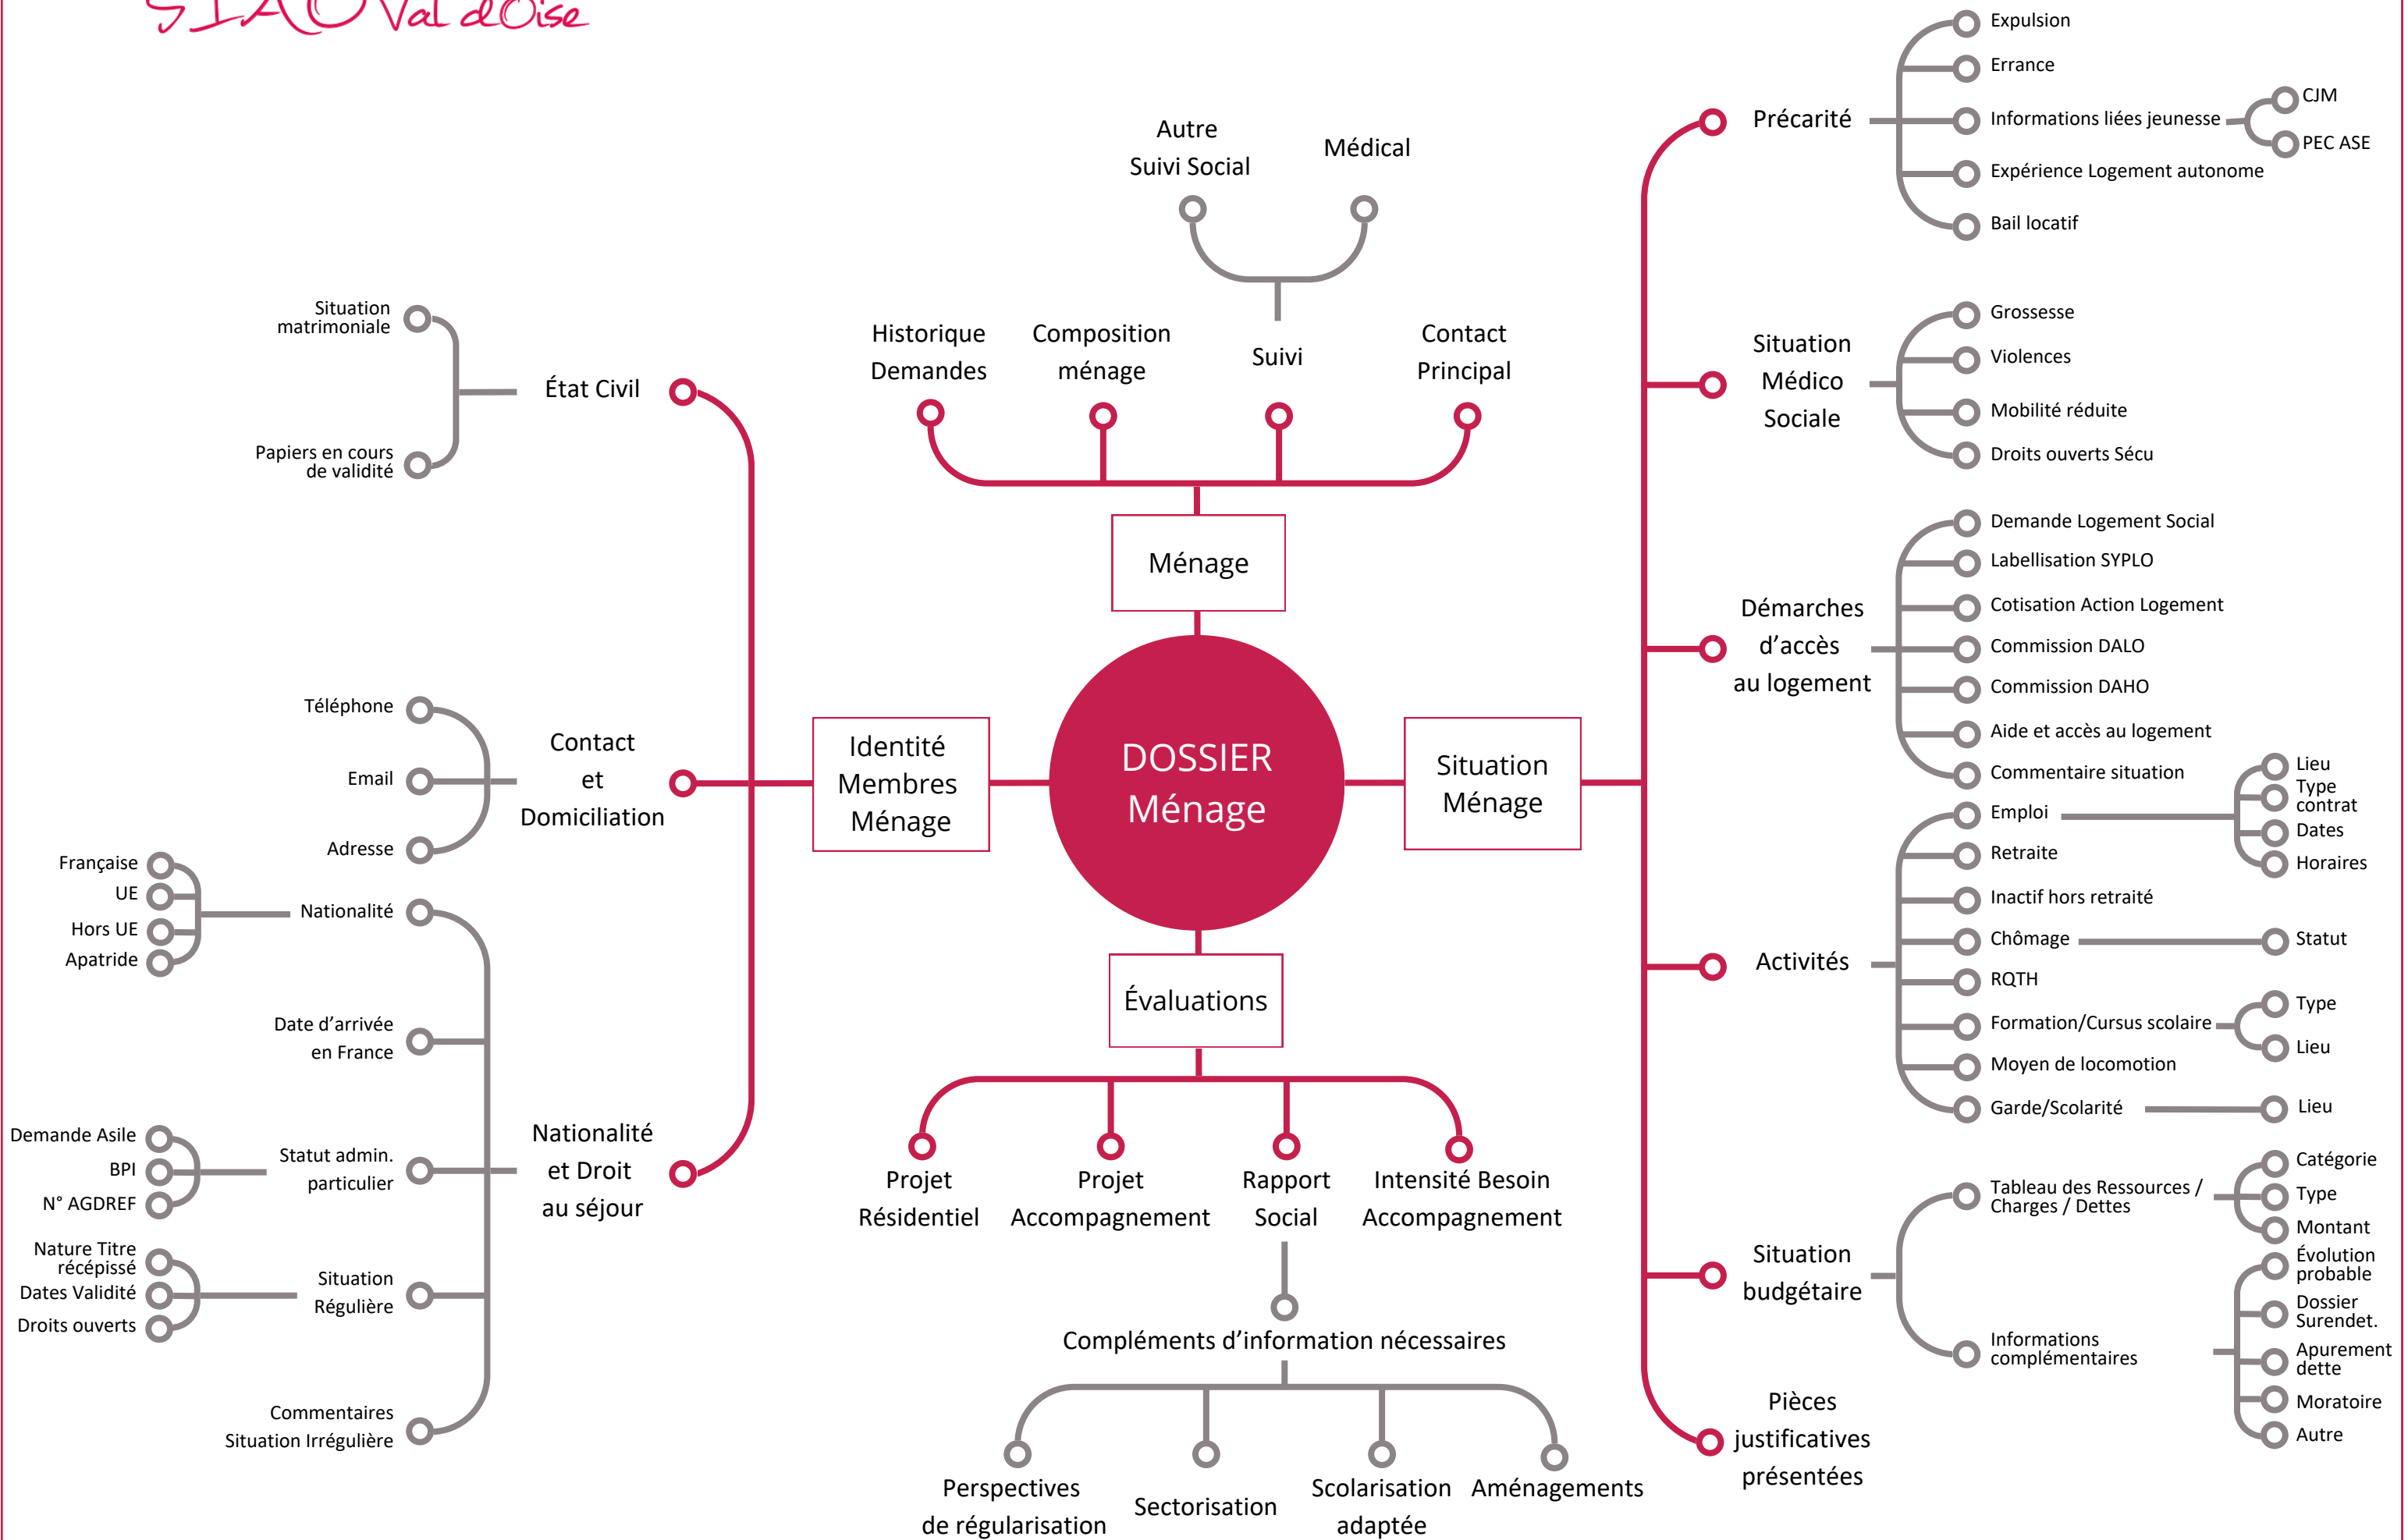 SIAO Val d'Oise
Autre
Suivi Social
Médical
Historique
Demandes
Composition
ménage
Suivi
Contact
Principal
Ménage
DOSSIER
Ménage
Identité
Membres
Ménage
État Civil
Situation
matrimoniale
Papiers en cours
de validité
Contact
et
Domiciliation
Téléphone
Email
Adresse
Nationalité
et Droit
au séjour
Nationalité
Française
UE
Hors UE
Apatride
Date d’arrivée
en France
Statut admin.
particulier
Demande Asile
BPI
N° AGDREF
Situation
Régulière
Nature Titre
récépissé
Dates Validité
Droits ouverts
Commentaires
Situation Irrégulière
Évaluations
Projet
Résidentiel
Projet
Accompagnement
Rapport
Social
Intensité Besoin
Accompagnement
Compléments d’information nécessaires
Perspectives
de régularisation
Sectorisation
Scolarisation
adaptée
Aménagements
Situation
Ménage
Précarité
Expulsion
Errance
Informations liées jeunesse
CJM
PEC ASE
Expérience Logement autonome
Bail locatif
Situation
Médico
Sociale
Grossesse
Violences
Mobilité réduite
Droits ouverts Sécu
Démarches
d’accès
au logement
Demande Logement Social
Labellisation SYPLO
Cotisation Action Logement
Commission DALO
Commission DAHO
Aide et accès au logement
Commentaire situation
Activités
Emploi
Lieu
Type
contrat
Dates
Horaires
Retraite
Inactif hors retraité
Chômage
Statut
RQTH
Formation/Cursus scolaire
Type
Lieu
Moyen de locomotion
Garde/Scolarité
Lieu
Situation
budgétaire
Tableau des Ressources /
Charges / Dettes
Catégorie
Type
Montant
Informations
complémentaires
Évolution
probable
Dossier
Surendet.
Apurement
dette
Moratoire
Autre
Pièces
justificatives
présentées